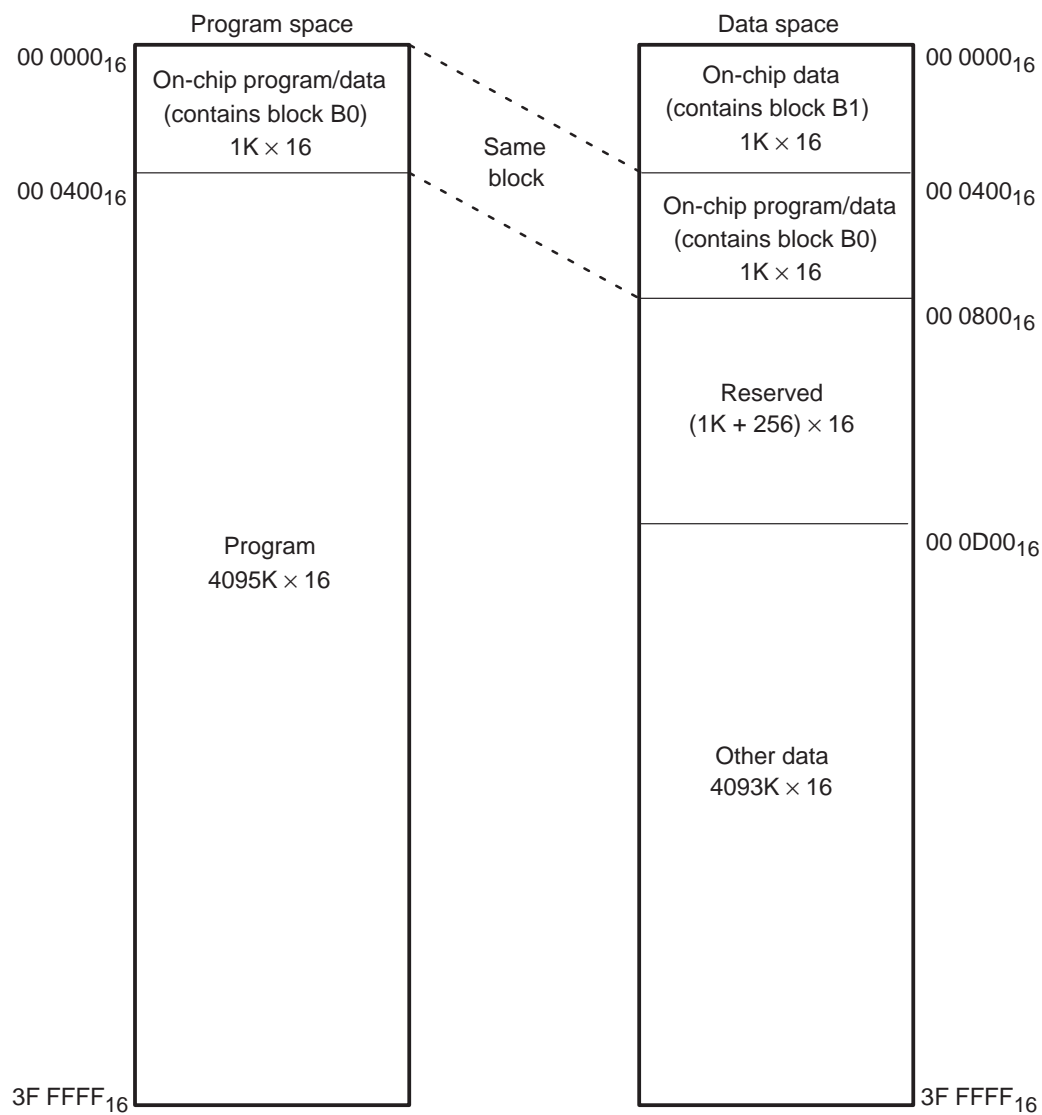 Program space
00 0000₁₆
On-chip program/data
(contains block B0)
1K × 16
00 0400₁₆
Program
4095K × 16
3F FFFF₁₆
Same
block
Data space
00 0000₁₆
On-chip data
(contains block B1)
1K × 16
00 0400₁₆
On-chip program/data
(contains block B0)
1K × 16
00 0800₁₆
Reserved
(1K + 256) × 16
00 0D00₁₆
Other data
4093K × 16
3F FFFF₁₆